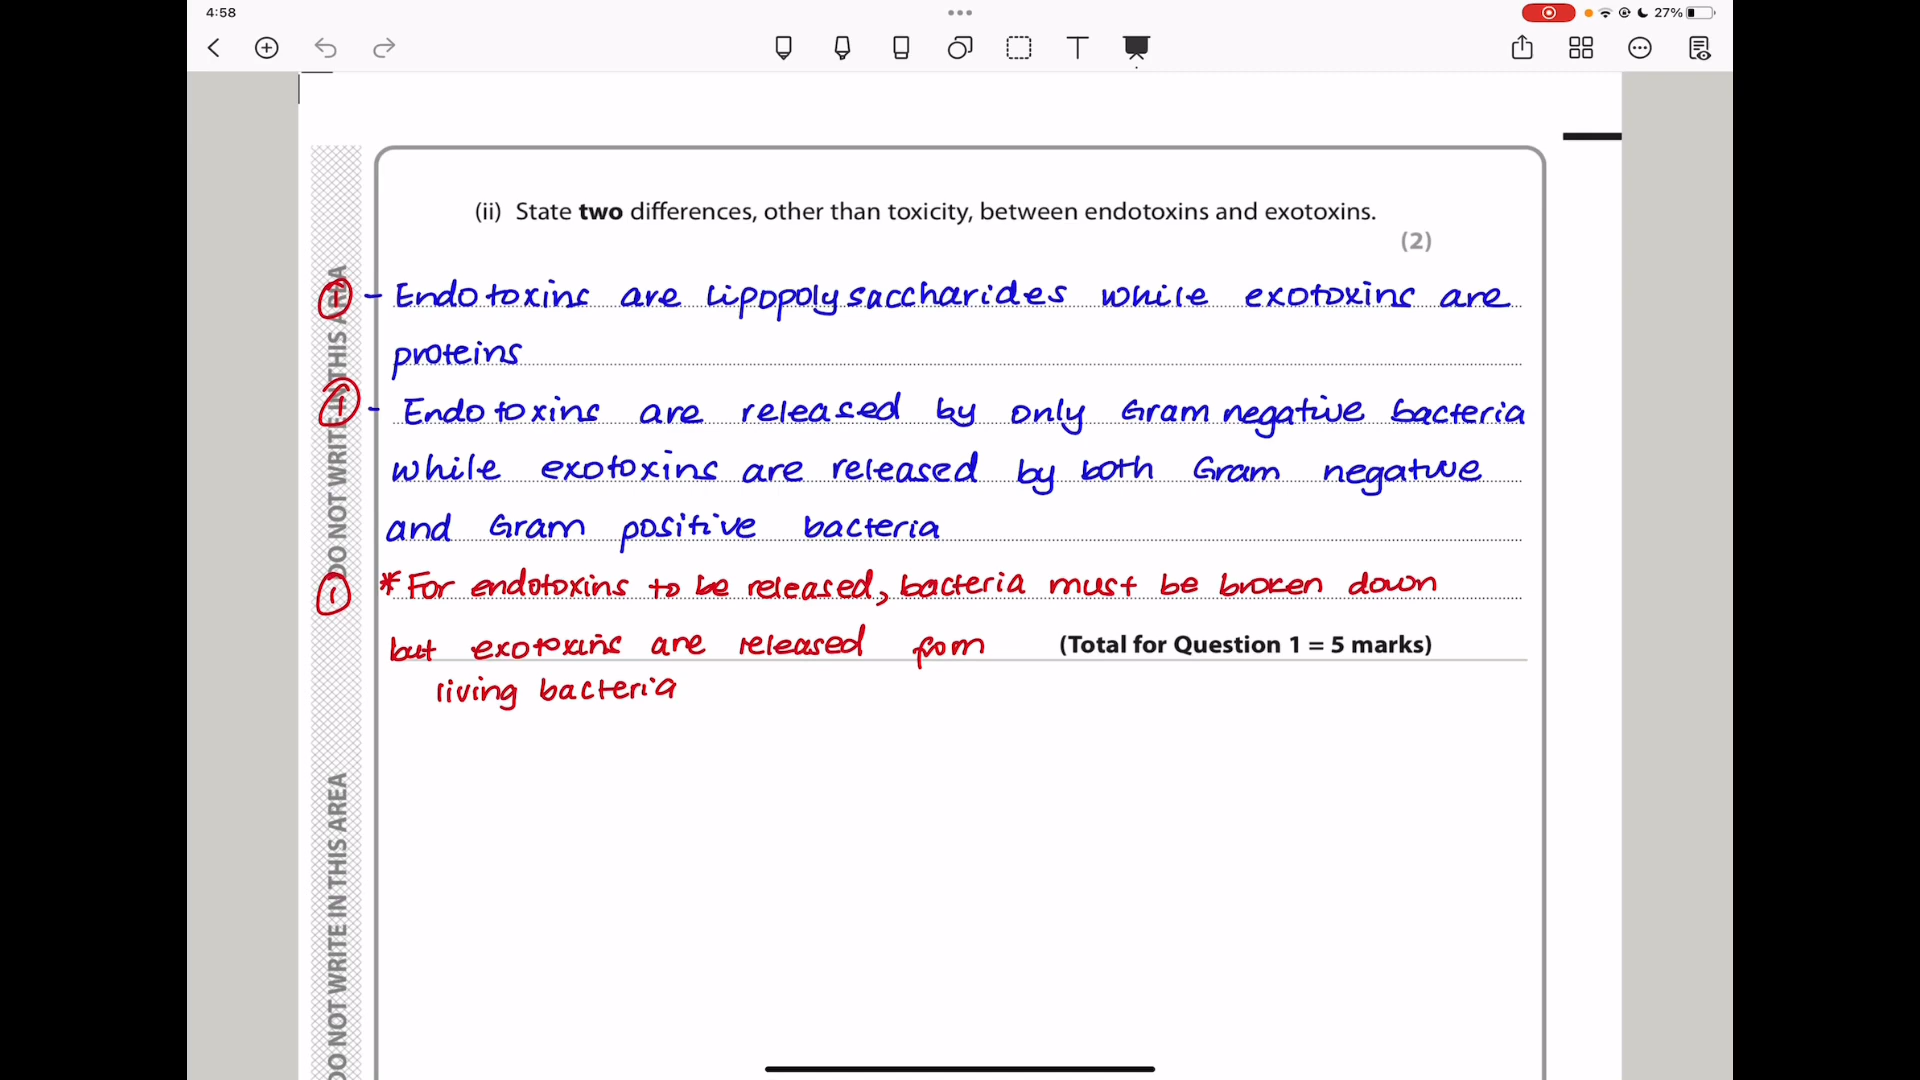 4:58
27%
(ii) State two differences, other than toxicity, between endotoxins and exotoxins.
(2)
① - Endotoxins are lipopolysaccharides while exotoxins are
proteins
① - Endotoxins are released by only Gram negative bacteria
while exotoxins are released by both Gram negative
and Gram positive bacteria
① * For endotoxins to be released, bacteria must be broken down
but exotoxins are released from
(Total for Question 1 = 5 marks)
living bacteria
DO NOT WRITE IN THIS AREA
DO NOT WRITE IN THIS AREA